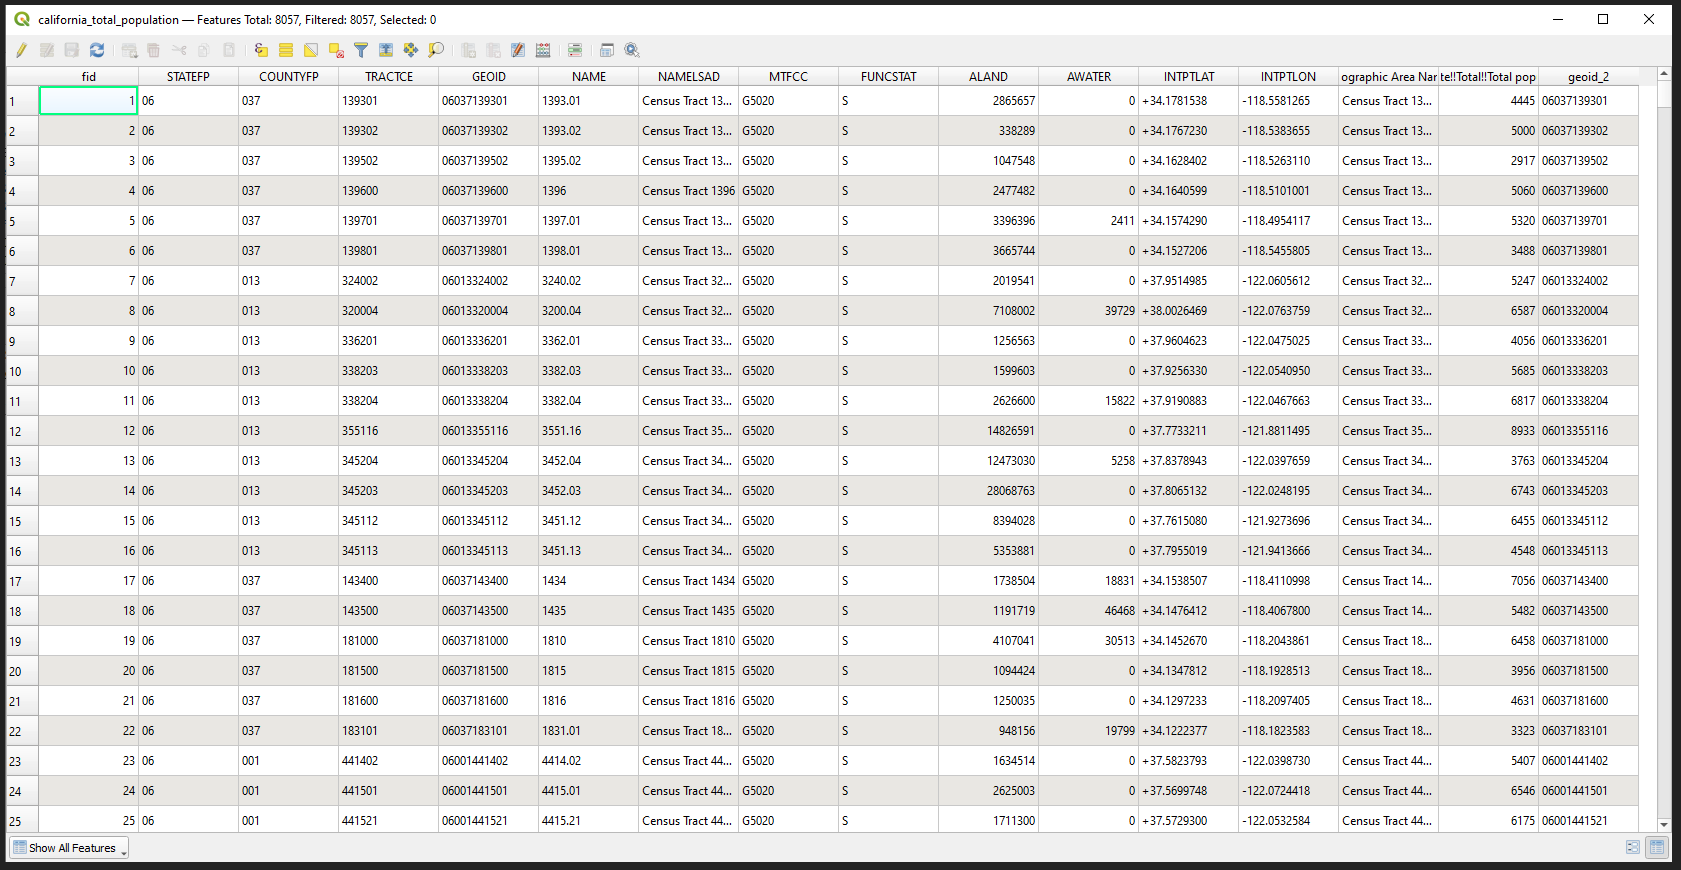 california_total_population — Features Total: 8057, Filtered: 8057, Selected: 0
fid STATEFP COUNTYFP TRACTCE GEOID NAME NAMELSAD MTFCC FUNCSTAT ALAND AWATER INTPTLAT INTPTLON ographic Area Nar te!!Total!!Total pop geoid_2
1 1 06 037 139301 06037139301 1393.01 Census Tract 13... G5020 S 2865657 0 +34.1781538 -118.5581265 Census Tract 13... 4445 06037139301
2 2 06 037 139302 06037139302 1393.02 Census Tract 13... G5020 S 338289 0 +34.1767230 -118.5383655 Census Tract 13... 5000 06037139302
3 3 06 037 139502 06037139502 1395.02 Census Tract 13... G5020 S 1047548 0 +34.1628402 -118.5263110 Census Tract 13... 2917 06037139502
4 4 06 037 139600 06037139600 1396 Census Tract 1396 G5020 S 2477482 0 +34.1640599 -118.5101001 Census Tract 13... 5060 06037139600
5 5 06 037 139701 06037139701 1397.01 Census Tract 13... G5020 S 3396396 2411 +34.1574290 -118.4954117 Census Tract 13... 5320 06037139701
6 6 06 037 139801 06037139801 1398.01 Census Tract 13... G5020 S 3665744 0 +34.1527206 -118.5455805 Census Tract 13... 3488 06037139801
7 7 06 013 324002 06013324002 3240.02 Census Tract 32... G5020 S 2019541 0 +37.9514985 -122.0605612 Census Tract 32... 5247 06013324002
8 8 06 013 320004 06013320004 3200.04 Census Tract 32... G5020 S 7108002 39729 +38.0026469 -122.0763759 Census Tract 32... 6587 06013320004
9 9 06 013 336201 06013336201 3362.01 Census Tract 33... G5020 S 1256563 0 +37.9604623 -122.0475025 Census Tract 33... 4056 06013336201
10 10 06 013 338203 06013338203 3382.03 Census Tract 33... G5020 S 1599603 0 +37.9256330 -122.0540950 Census Tract 33... 5685 06013338203
11 11 06 013 338204 06013338204 3382.04 Census Tract 33... G5020 S 2626600 15822 +37.9190883 -122.0467663 Census Tract 33... 6817 06013338204
12 12 06 013 355116 06013355116 3551.16 Census Tract 35... G5020 S 14826591 0 +37.7733211 -121.8811495 Census Tract 35... 8933 06013355116
13 13 06 013 345204 06013345204 3452.04 Census Tract 34... G5020 S 12473030 5258 +37.8378943 -122.0397659 Census Tract 34... 3763 06013345204
14 14 06 013 345203 06013345203 3452.03 Census Tract 34... G5020 S 28068763 0 +37.8065132 -122.0248195 Census Tract 34... 6743 06013345203
15 15 06 013 345112 06013345112 3451.12 Census Tract 34... G5020 S 8394028 0 +37.7615080 -121.9273696 Census Tract 34... 6455 06013345112
16 16 06 013 345113 06013345113 3451.13 Census Tract 34... G5020 S 5353881 0 +37.7955019 -121.9413666 Census Tract 34... 4548 06013345113
17 17 06 037 143400 06037143400 1434 Census Tract 1434 G5020 S 1738504 18831 +34.1538507 -118.4110998 Census Tract 14... 7056 06037143400
18 18 06 037 143500 06037143500 1435 Census Tract 1435 G5020 S 1191719 46468 +34.1476412 -118.4067800 Census Tract 14... 5482 06037143500
19 19 06 037 181000 06037181000 1810 Census Tract 1810 G5020 S 4107041 30513 +34.1452670 -118.2043861 Census Tract 18... 6458 06037181000
20 20 06 037 181500 06037181500 1815 Census Tract 1815 G5020 S 1094424 0 +34.1347812 -118.1928513 Census Tract 18... 3956 06037181500
21 21 06 037 181600 06037181600 1816 Census Tract 1816 G5020 S 1250035 0 +34.1297233 -118.2097405 Census Tract 18... 4631 06037181600
22 22 06 037 183101 06037183101 1831.01 Census Tract 18... G5020 S 948156 19799 +34.1222377 -118.1823583 Census Tract 18... 3323 06037183101
23 23 06 001 441402 06001441402 4414.02 Census Tract 44... G5020 S 1634514 0 +37.5823793 -122.0398730 Census Tract 44... 5407 06001441402
24 24 06 001 441501 06001441501 4415.01 Census Tract 44... G5020 S 2625003 0 +37.5699748 -122.0724418 Census Tract 44... 6546 06001441501
25 25 06 001 441521 06001441521 4415.21 Census Tract 44... G5020 S 1711300 0 +37.5729300 -122.0532584 Census Tract 44... 6175 06001441521
Show All Features